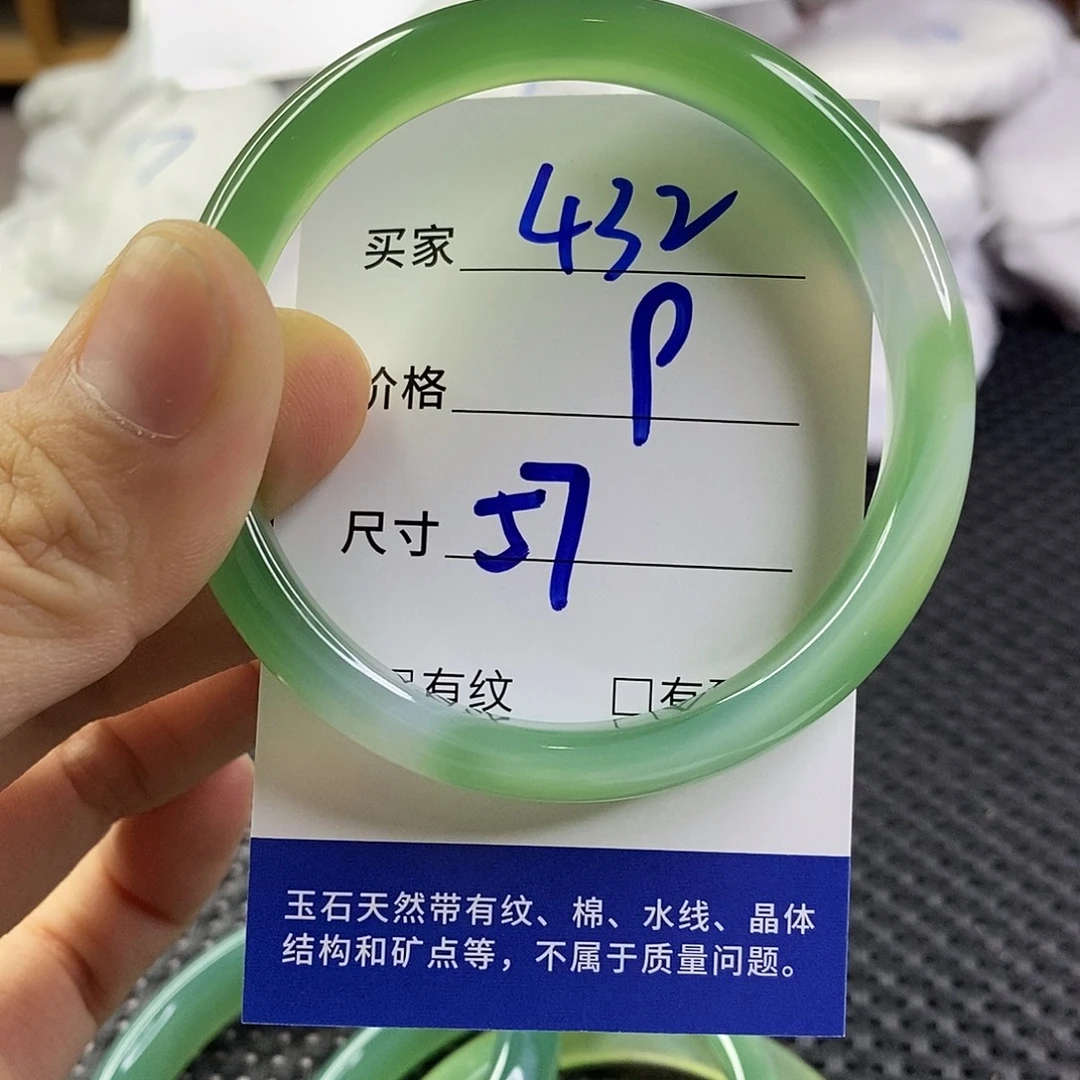 买家 432
P
价格
尺寸 57
有纹 □有
玉石天然带有纹、棉、水线、晶体
结构和矿点等，不属于质量问题。